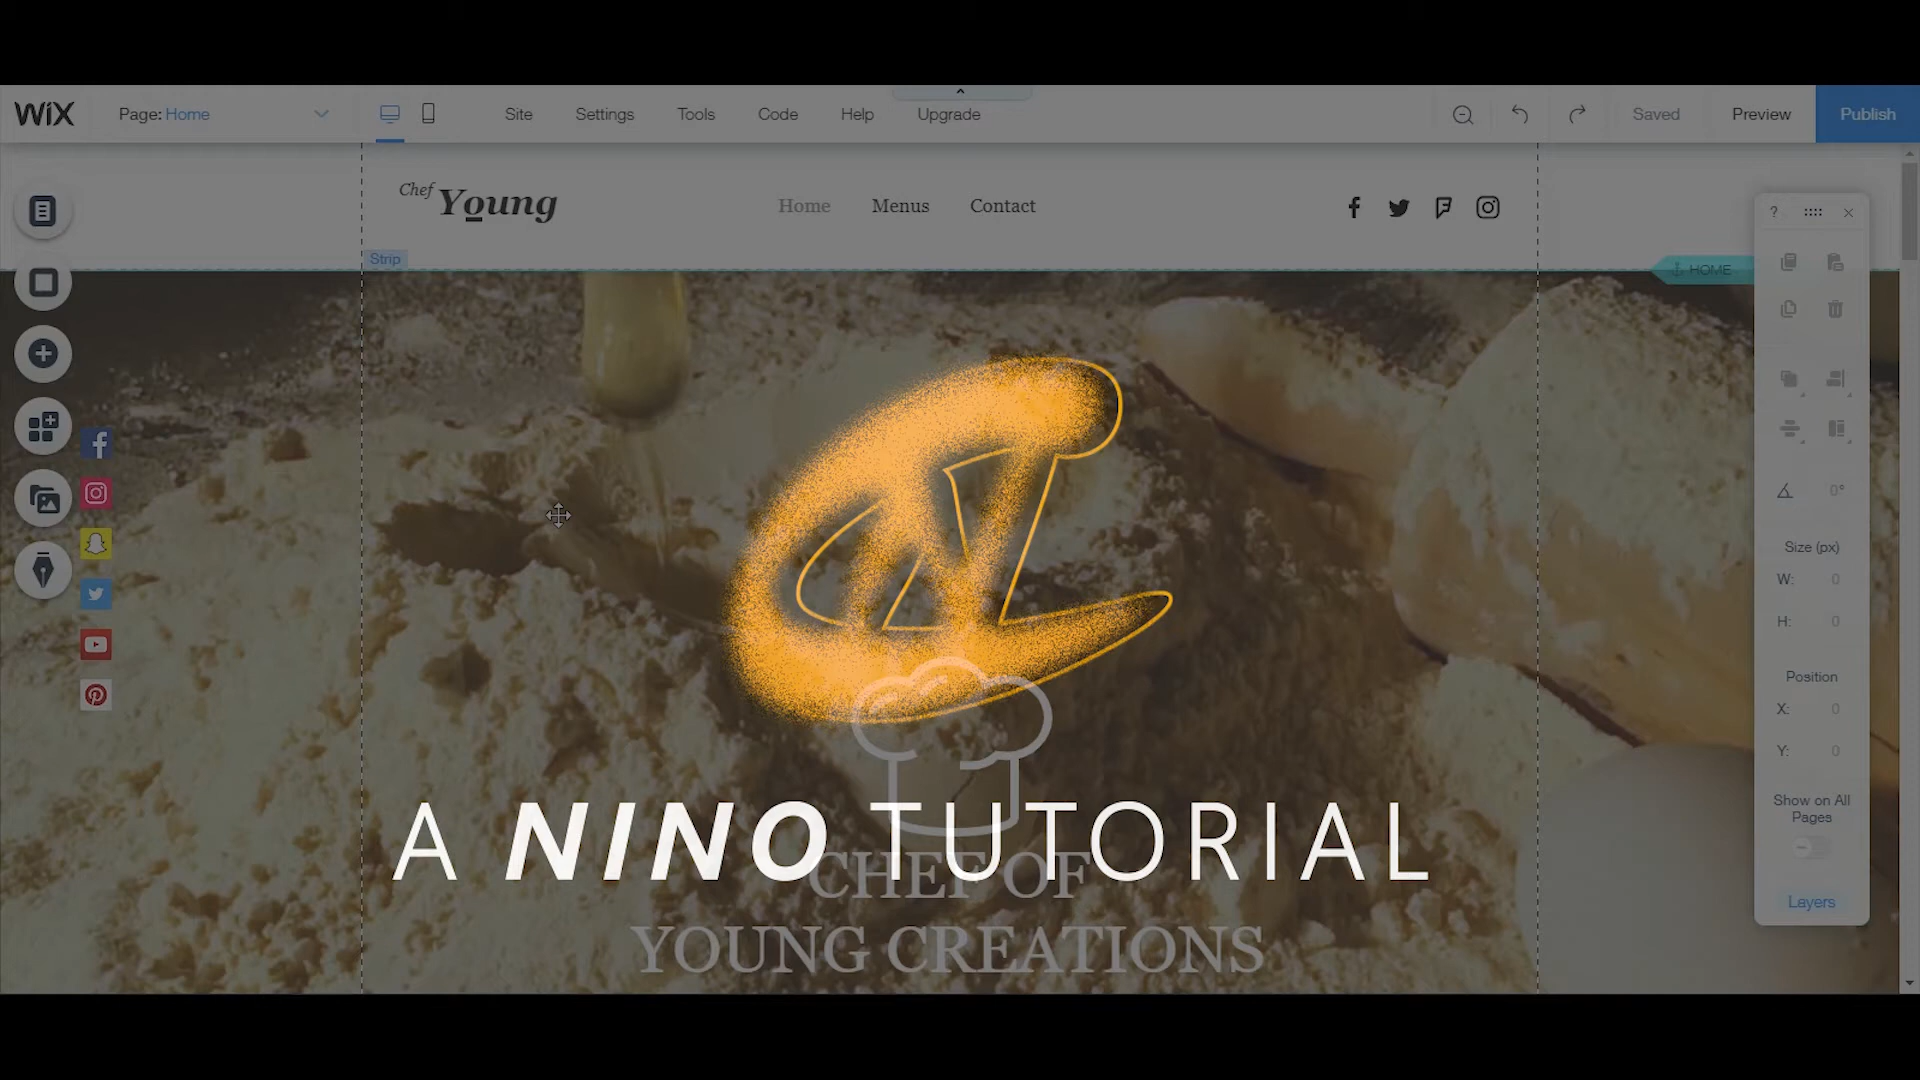 WiX
Page: Home
Site
Settings
Tools
Code
Help
Upgrade
Saved
Preview
Publish
Chef
Young
Home
Menus
Contact
Strip
HOME
?
0°
Size (px)
W: 0
H: 0
Position
X: 0
Y: 0
Show on All
Pages
Layers
A NINO TUTORIAL
CHEF OF
YOUNG CREATIONS